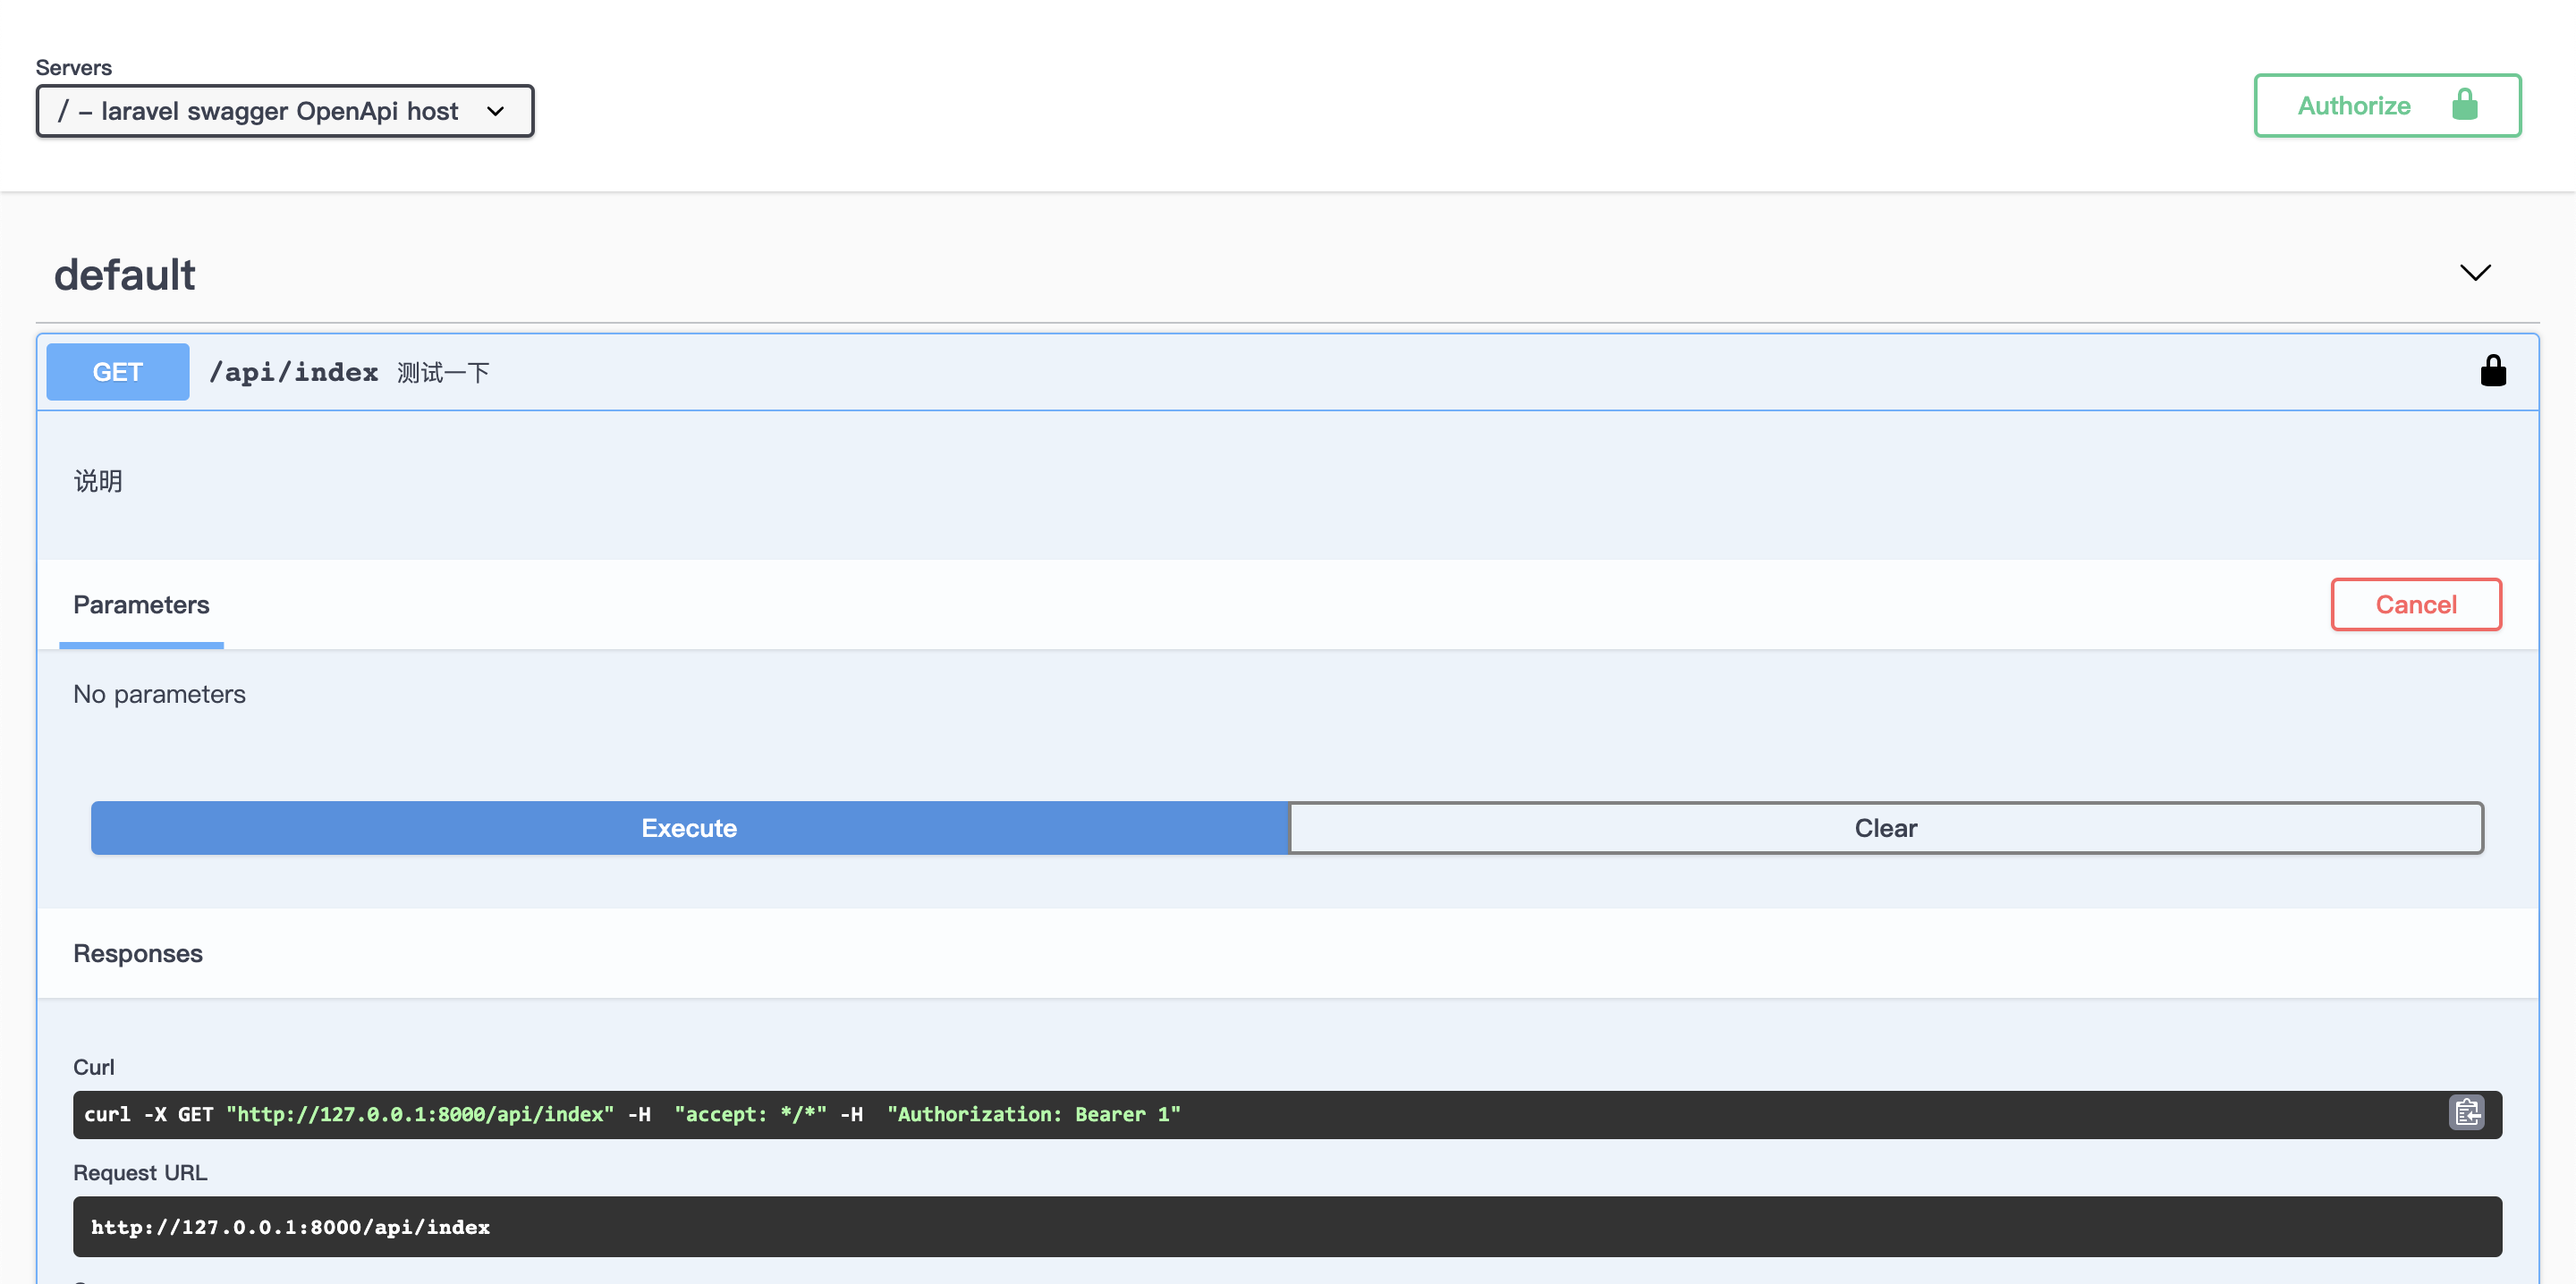 Servers
/ – laravel swagger OpenApi host
Authorize
default
GET /api/index 测试一下
说明
Parameters
Cancel
No parameters
Execute
Clear
Responses
Curl
curl -X GET "http://127.0.0.1:8000/api/index" -H  "accept: */*" -H  "Authorization: Bearer 1"
Request URL
http://127.0.0.1:8000/api/index